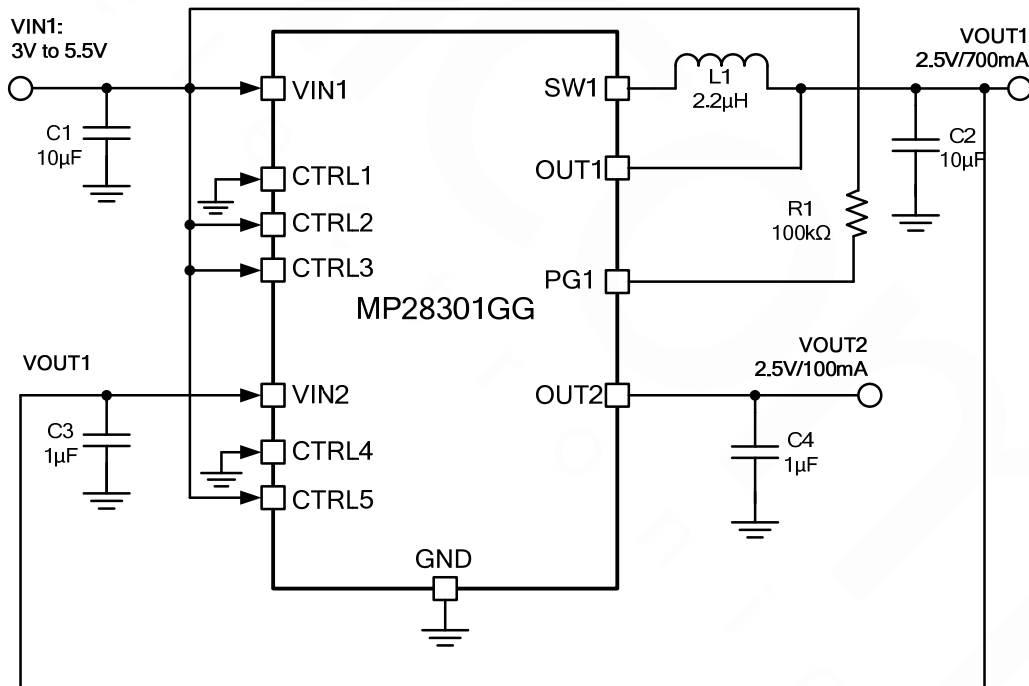 VIN1:
3V to 5.5V
VOUT1
2.5V/700mA
VIN1
SW1
L1
2.2µH
C1
10µF
C2
10µF
CTRL1
OUT1
CTRL2
R1
100kΩ
CTRL3
PG1
MP28301GG
VOUT1
VOUT2
2.5V/100mA
VIN2
OUT2
C3
1µF
C4
1µF
CTRL4
CTRL5
GND